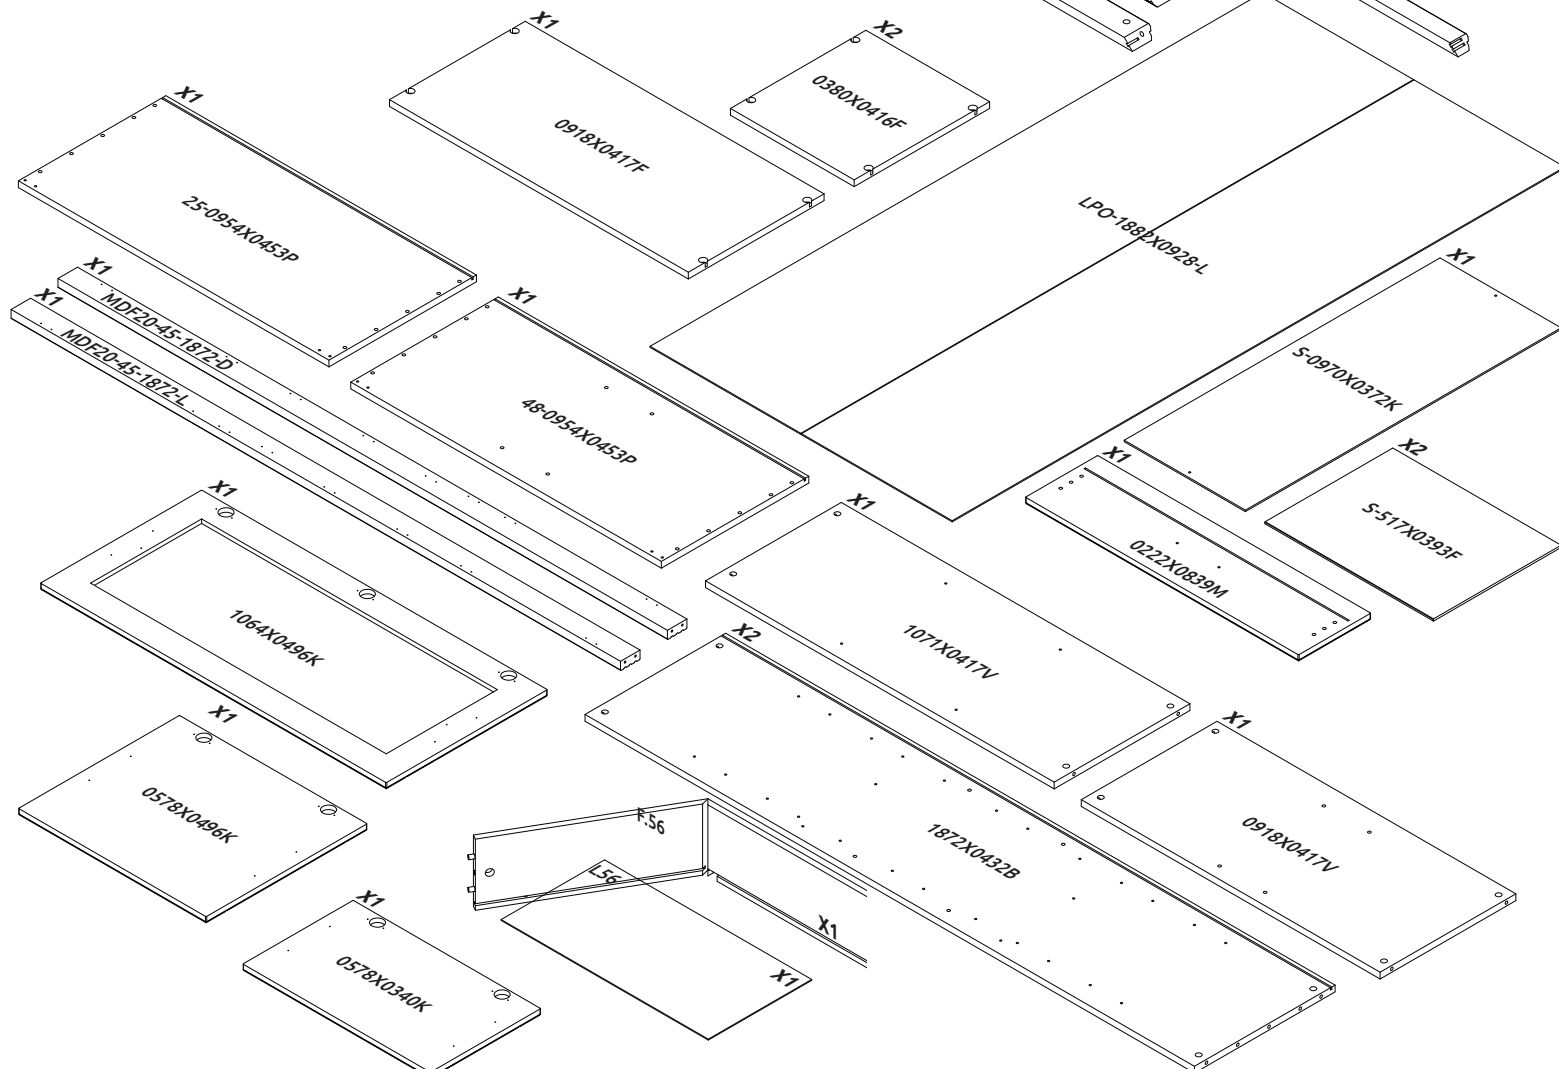 X1
0918X0417F
X2
0380X0416F
X1
25-0954X0453P
LPO-1882X0928-L
X1
S-0970X0372K
X1
MDF20-45-1872-D
X1
MDF20-45-1872-L
X1
48-0954X0453P
X2
S-517X0393F
X1
0222X0839M
X1
1064X0496K
X1
1071X0417V
X2
1872X0432B
X1
0918X0417V
X1
0578X0496K
F.56
X1
L56
X1
X1
0578X0340K